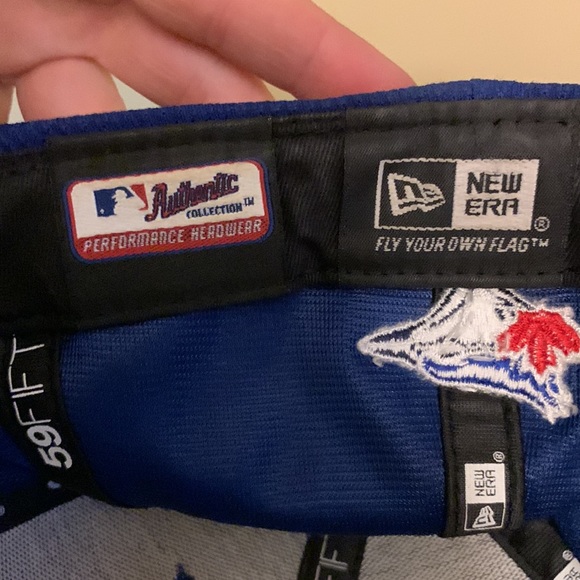 Authentic
COLLECTION™
PERFORMANCE HEADWEAR
NEW
ERA
®
FLY YOUR OWN FLAG™
59FIFT
NEW
ERA
®